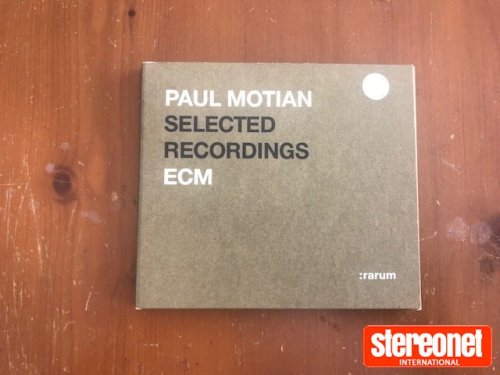 PAUL MOTIAN
SELECTED
RECORDINGS
ECM
:rarum
stereonet
INTERNATIONAL